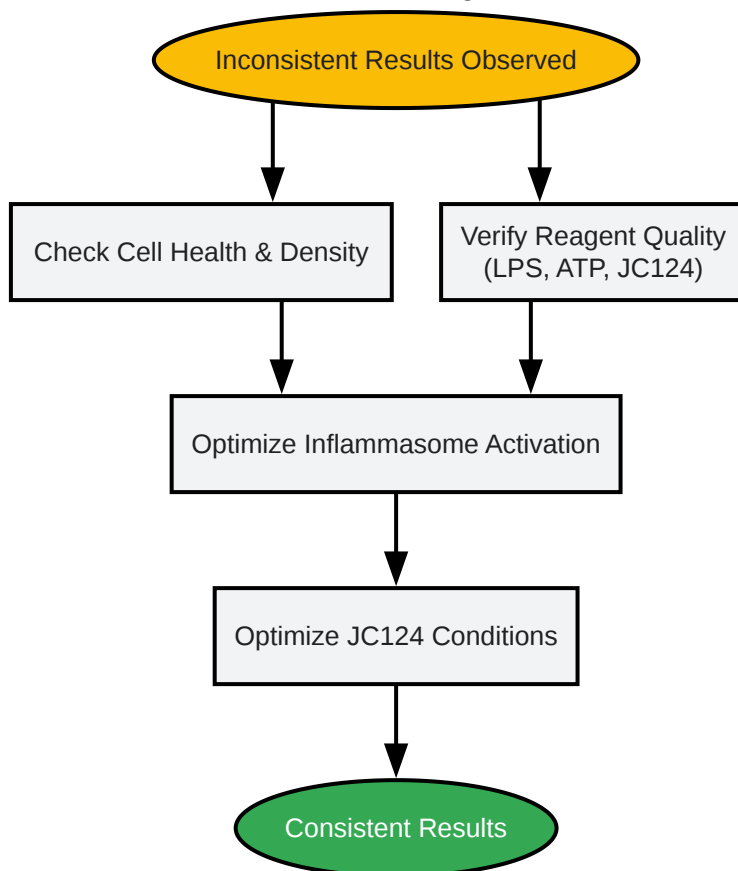 Inconsistent Results Observed
Check Cell Health & Density
Verify Reagent Quality
(LPS, ATP, JC124)
Optimize Inflammasome Activation
Optimize JC124 Conditions
Consistent Results